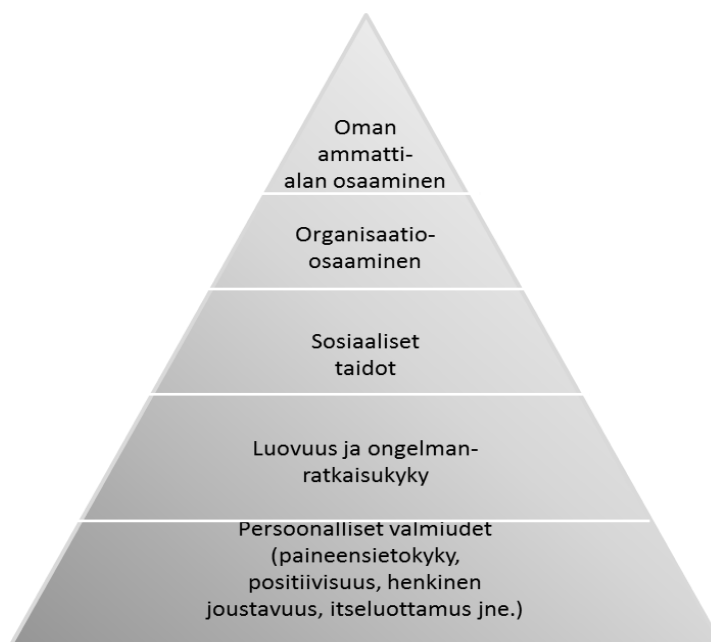 Oman
ammatti-
alan osaaminen
Organisaatio-
osaaminen
Sosiaaliset
taidot
Luovuus ja ongelman-
ratkaisukyky
Persoonalliset valmiudet
(paineensietokyky,
positiivisuus, henkinen
joustavuus, itseluottamus jne.)